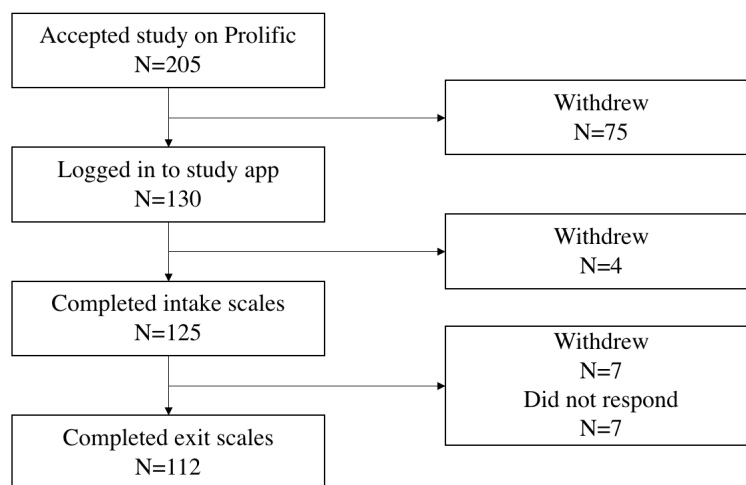 Accepted study on Prolific
N=205
Withdrew
N=75
Logged in to study app
N=130
Withdrew
N=4
Completed intake scales
N=125
Withdrew
N=7
Did not respond
N=7
Completed exit scales
N=112